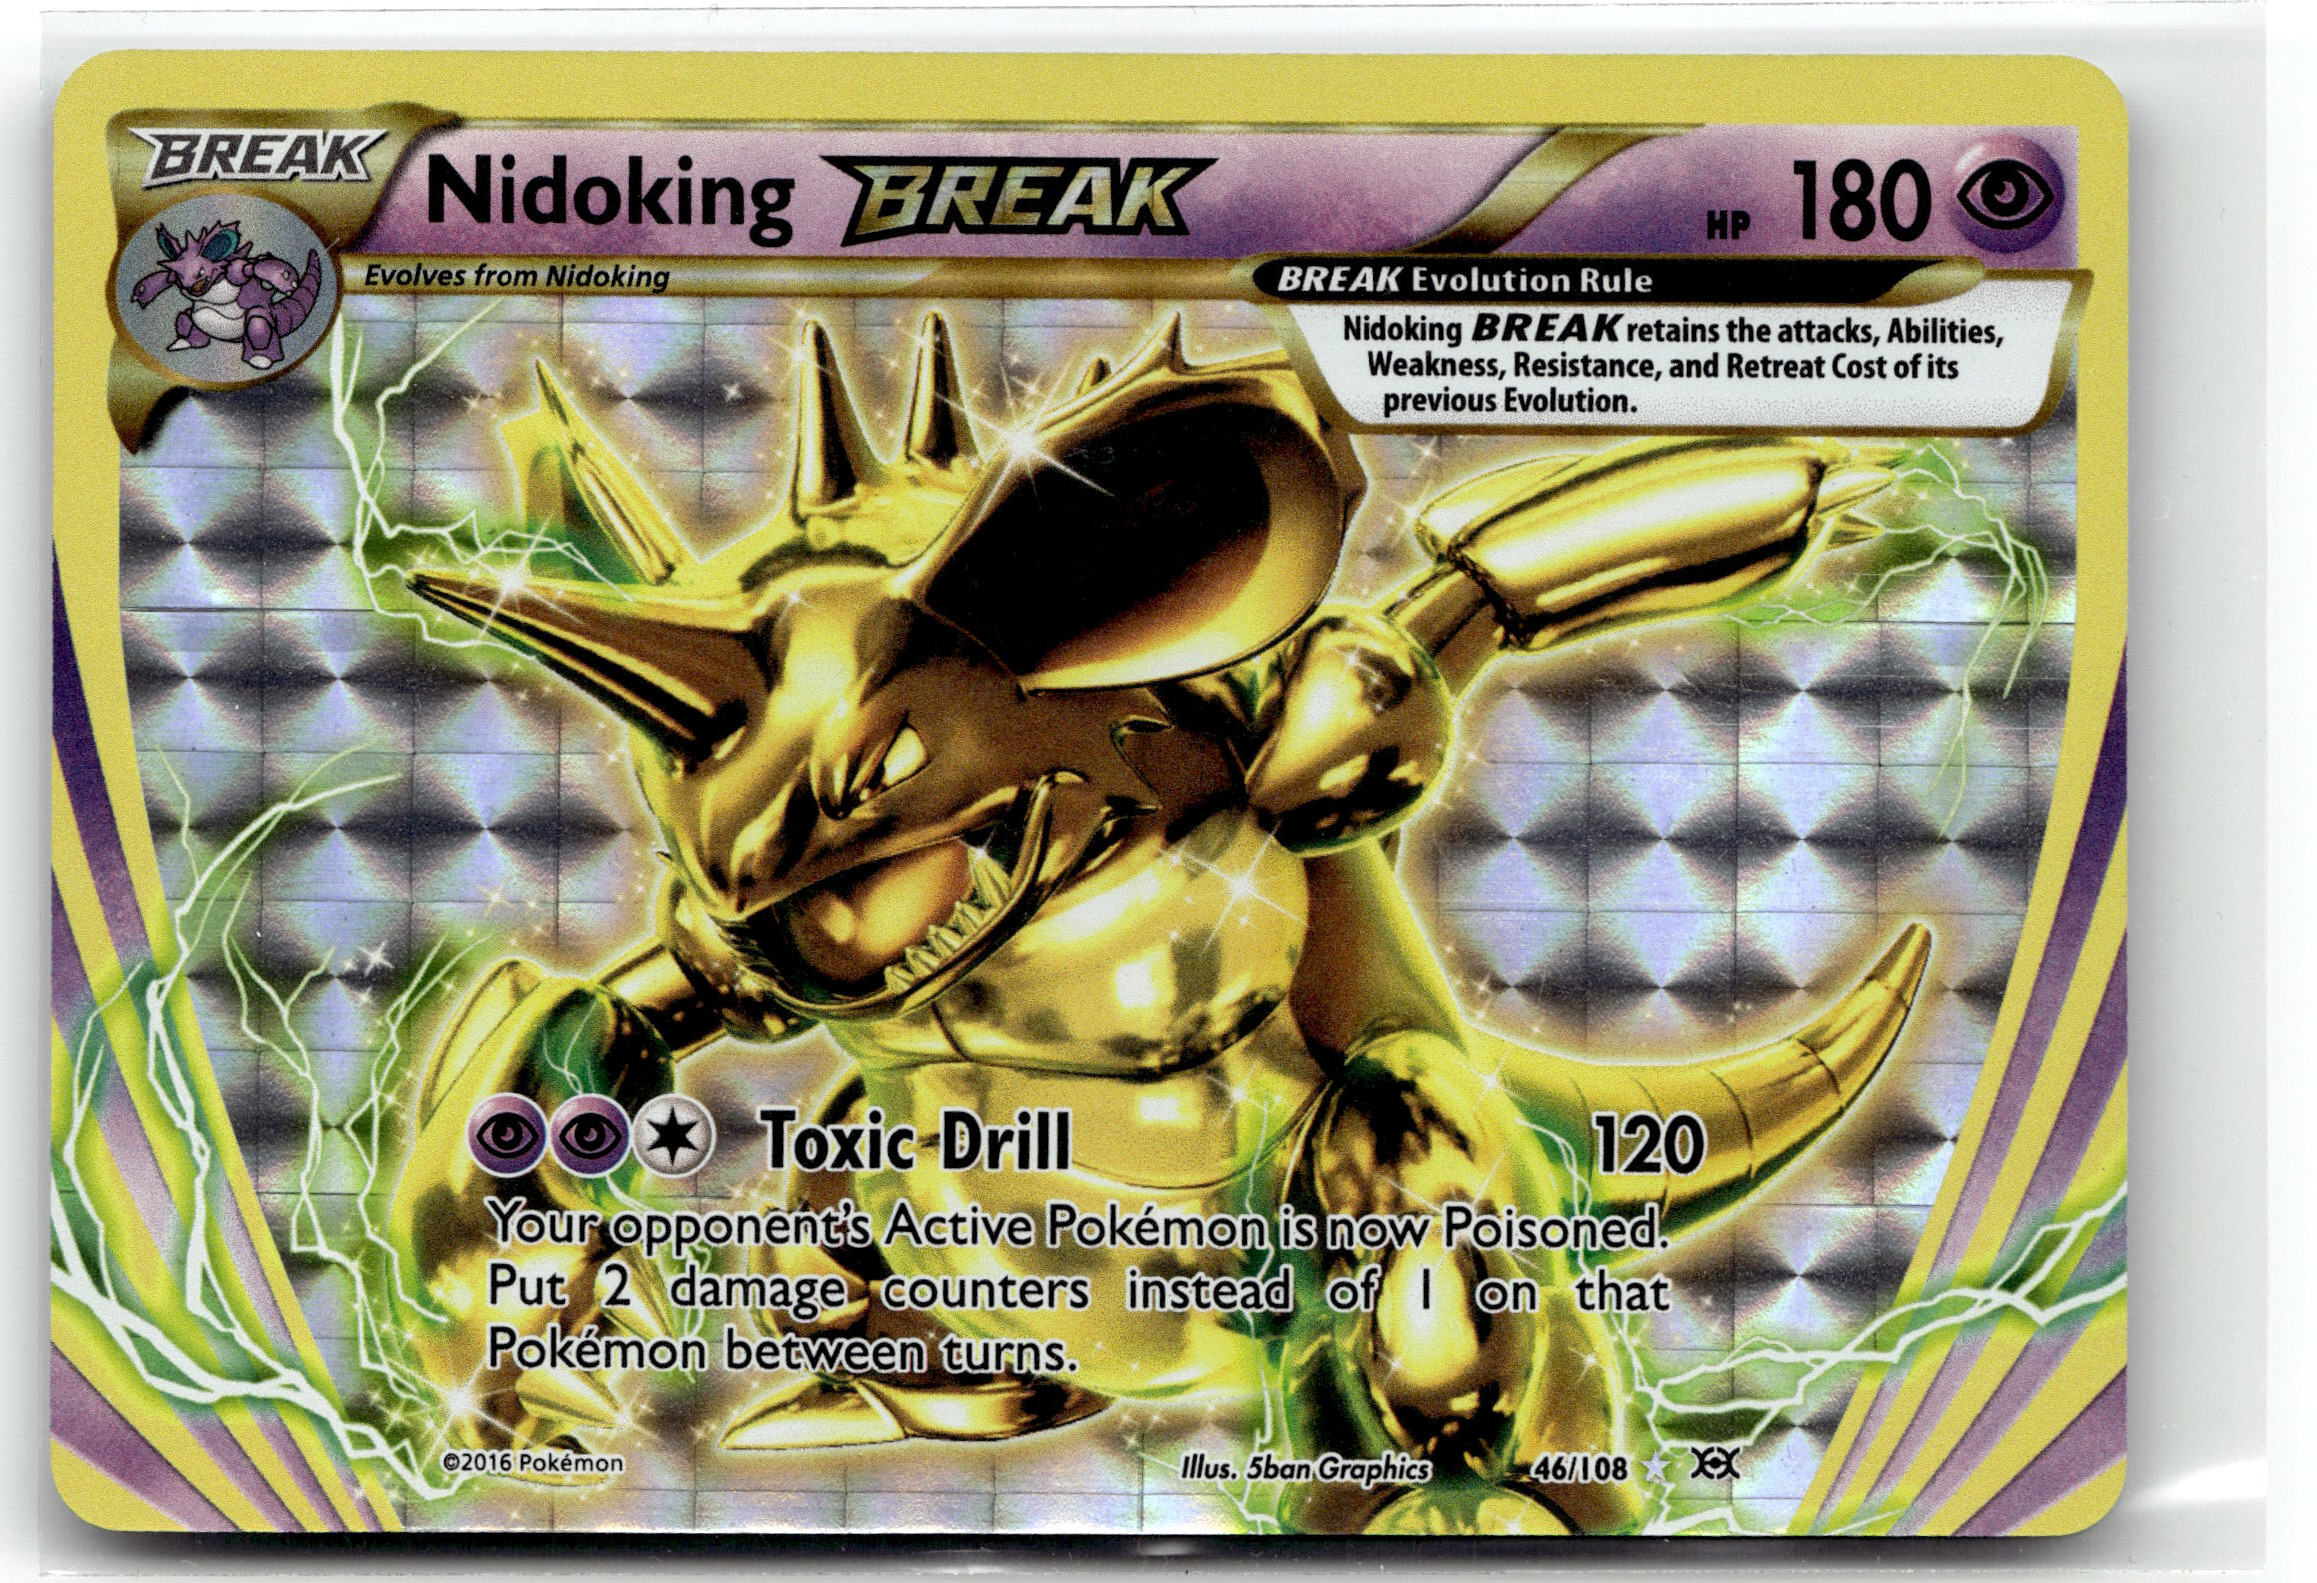 BREAK
Nidoking BREAK
HP 180
Evolves from Nidoking
BREAK Evolution Rule
Nidoking BREAK retains the attacks, Abilities,
Weakness, Resistance, and Retreat Cost of its
previous Evolution.
Toxic Drill 120
Your opponent's Active Pokémon is now Poisoned.
Put 2 damage counters instead of 1 on that
Pokémon between turns.
©2016 Pokémon
Illus. 5ban Graphics
46/108